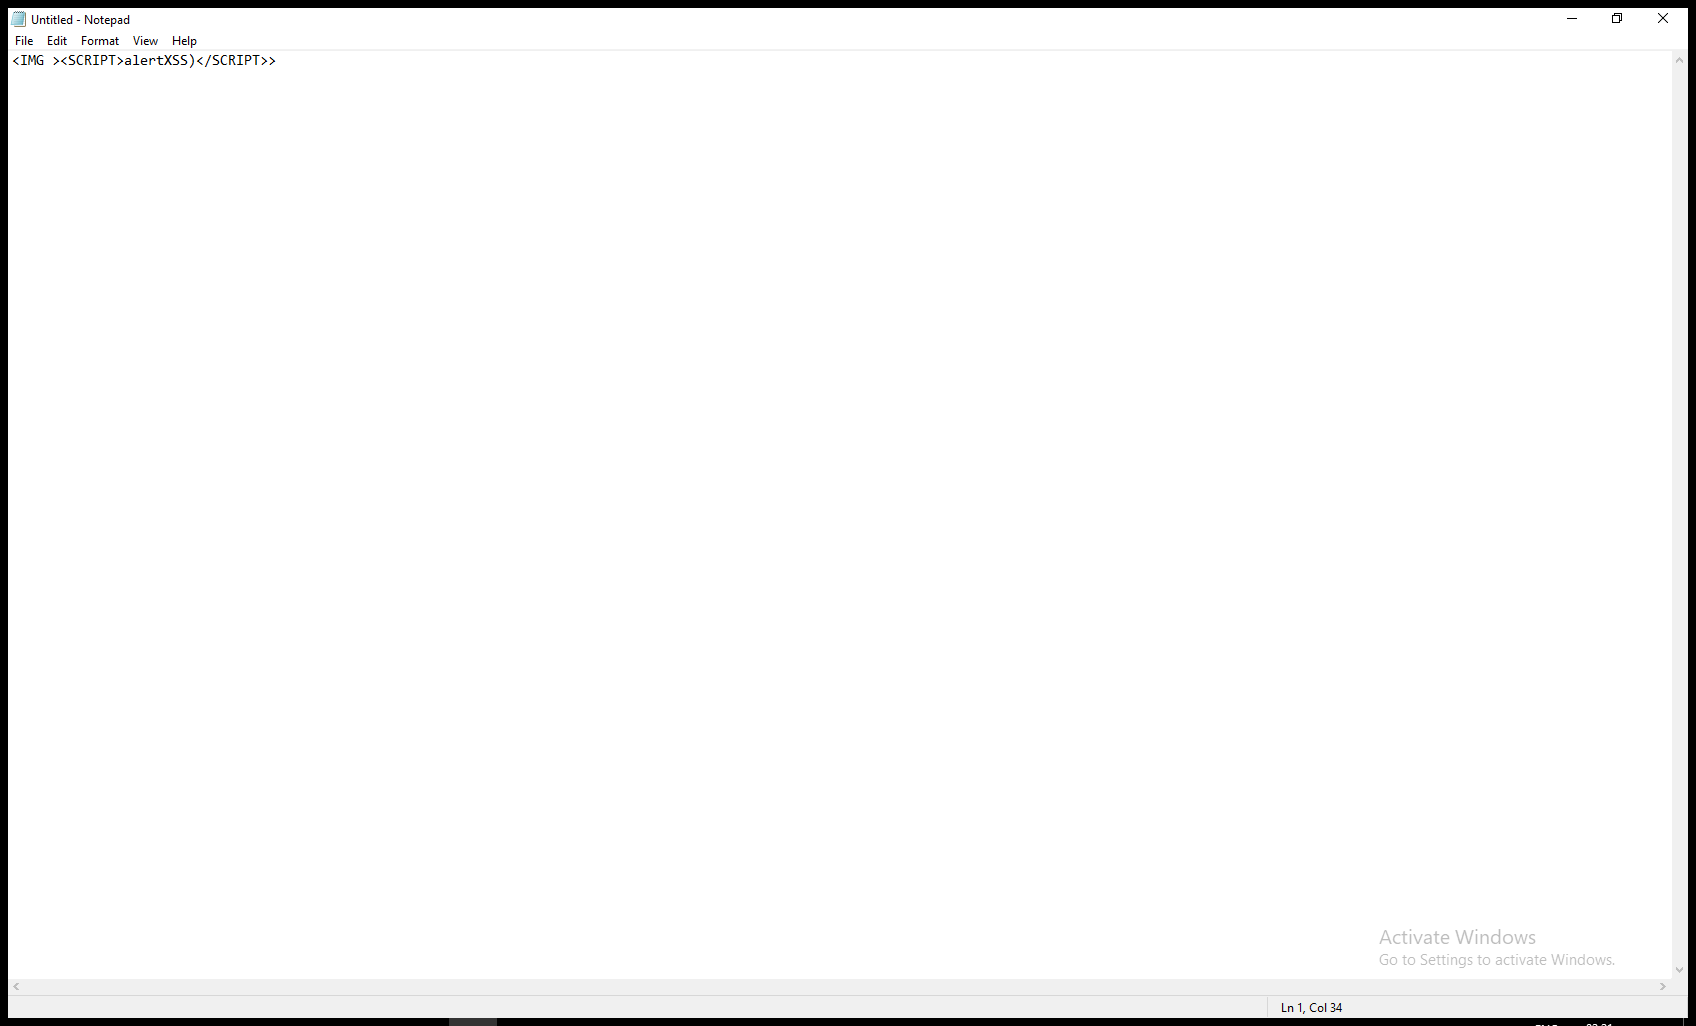 Untitled - Notepad
File Edit Format View Help
<IMG ><SCRIPT>alertXSS)</SCRIPT>>
Activate Windows
Go to Settings to activate Windows.
Ln 1, Col 34